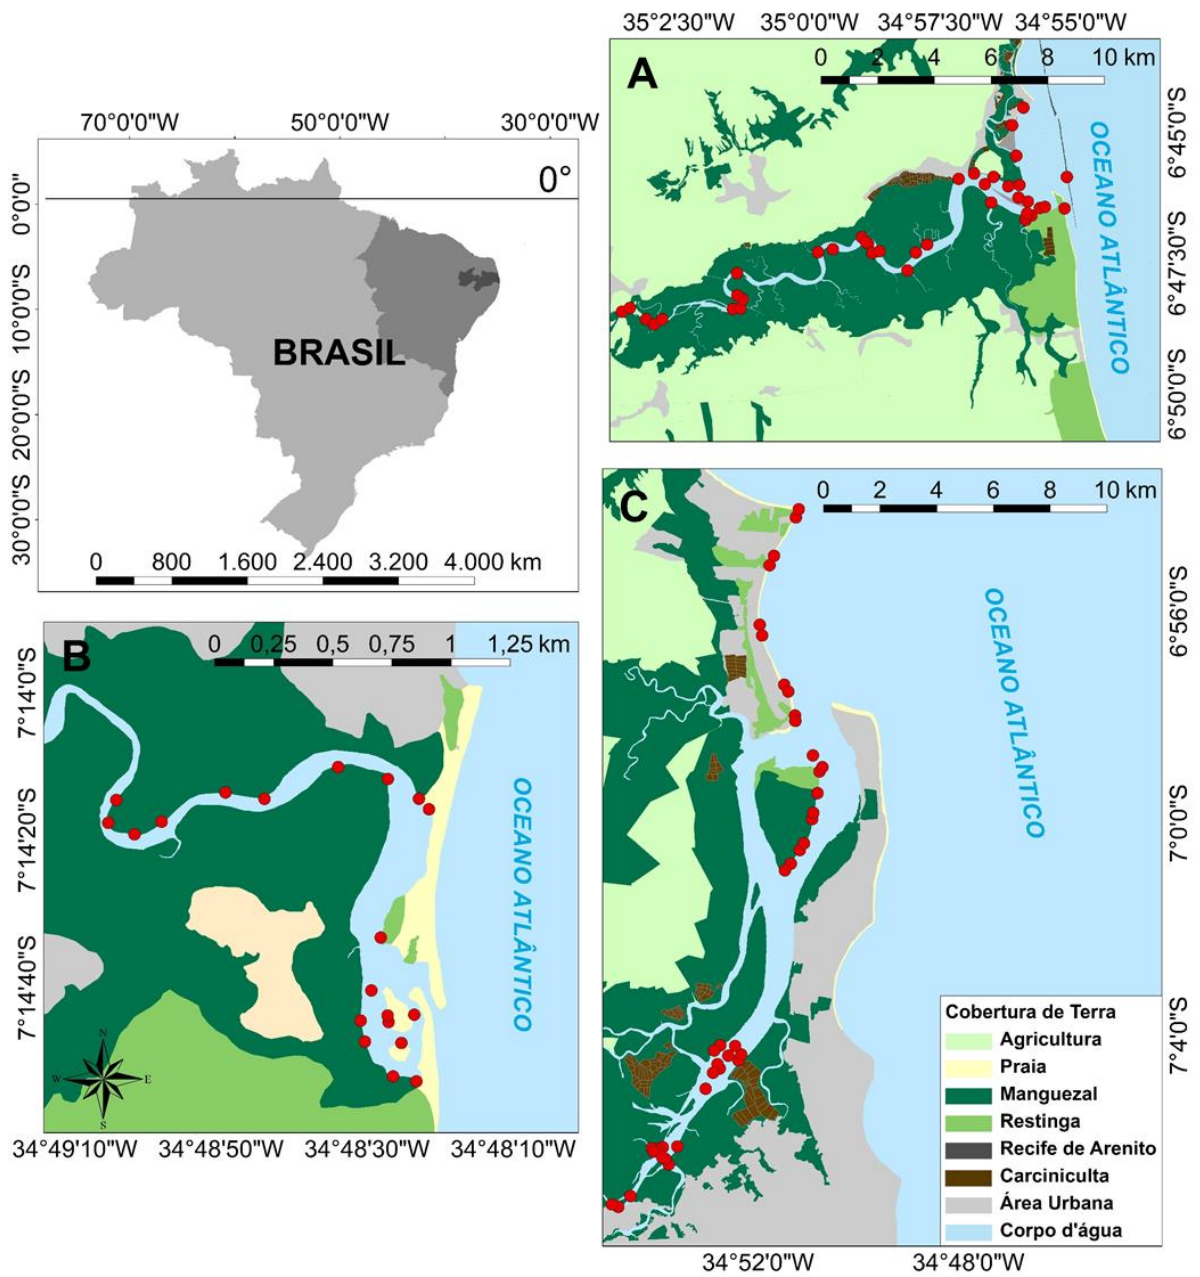 70°0'0"W 50°0'0"W 30°0'0"W
0°
0°0'0"
10°0'0"S
20°0'0"S
30°0'0"S
BRASIL
0 800 1.600 2.400 3.200 4.000 km
35°2'30"W 35°0'0"W 34°57'30"W 34°55'0"W
A
0 2 4 6 8 10 km
OCEANO ATLÂNTICO
6°45'0"S
6°47'30"S
6°50'0"S
B
0 0,25 0,5 0,75 1 1,25 km
OCEANO ATLÂNTICO
7°14'0"S
7°14'20"S
7°14'40"S
N
W E
S
34°49'10"W 34°48'50"W 34°48'30"W 34°48'10"W
C
0 2 4 6 8 10 km
OCEANO ATLÂNTICO
6°56'0"S
7°0'0"S
7°4'0"S
Cobertura de Terra
Agricultura
Praia
Manguezal
Restinga
Recife de Arenito
Carciniculta
Área Urbana
Corpo d'água
34°52'0"W 34°48'0"W